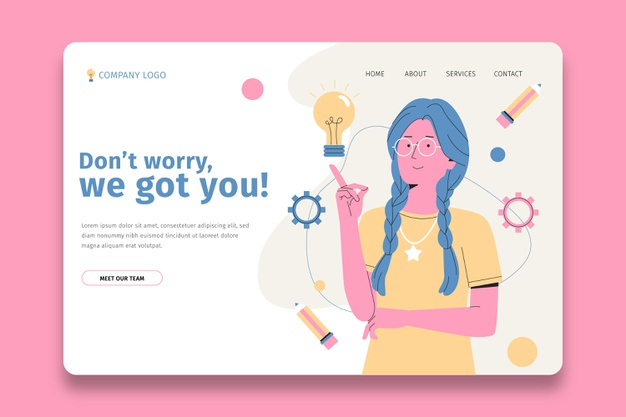 COMPANY LOGO
HOME ABOUT SERVICES CONTACT
Don't worry,
we got you!
Lorem ipsum dolor sit amet, consectetuer
adipiscing elit, sed diam nonummy nibh euismod
tincidunt ut laoreet dolore magna aliquam erat
volutpat.
MEET OUR TEAM